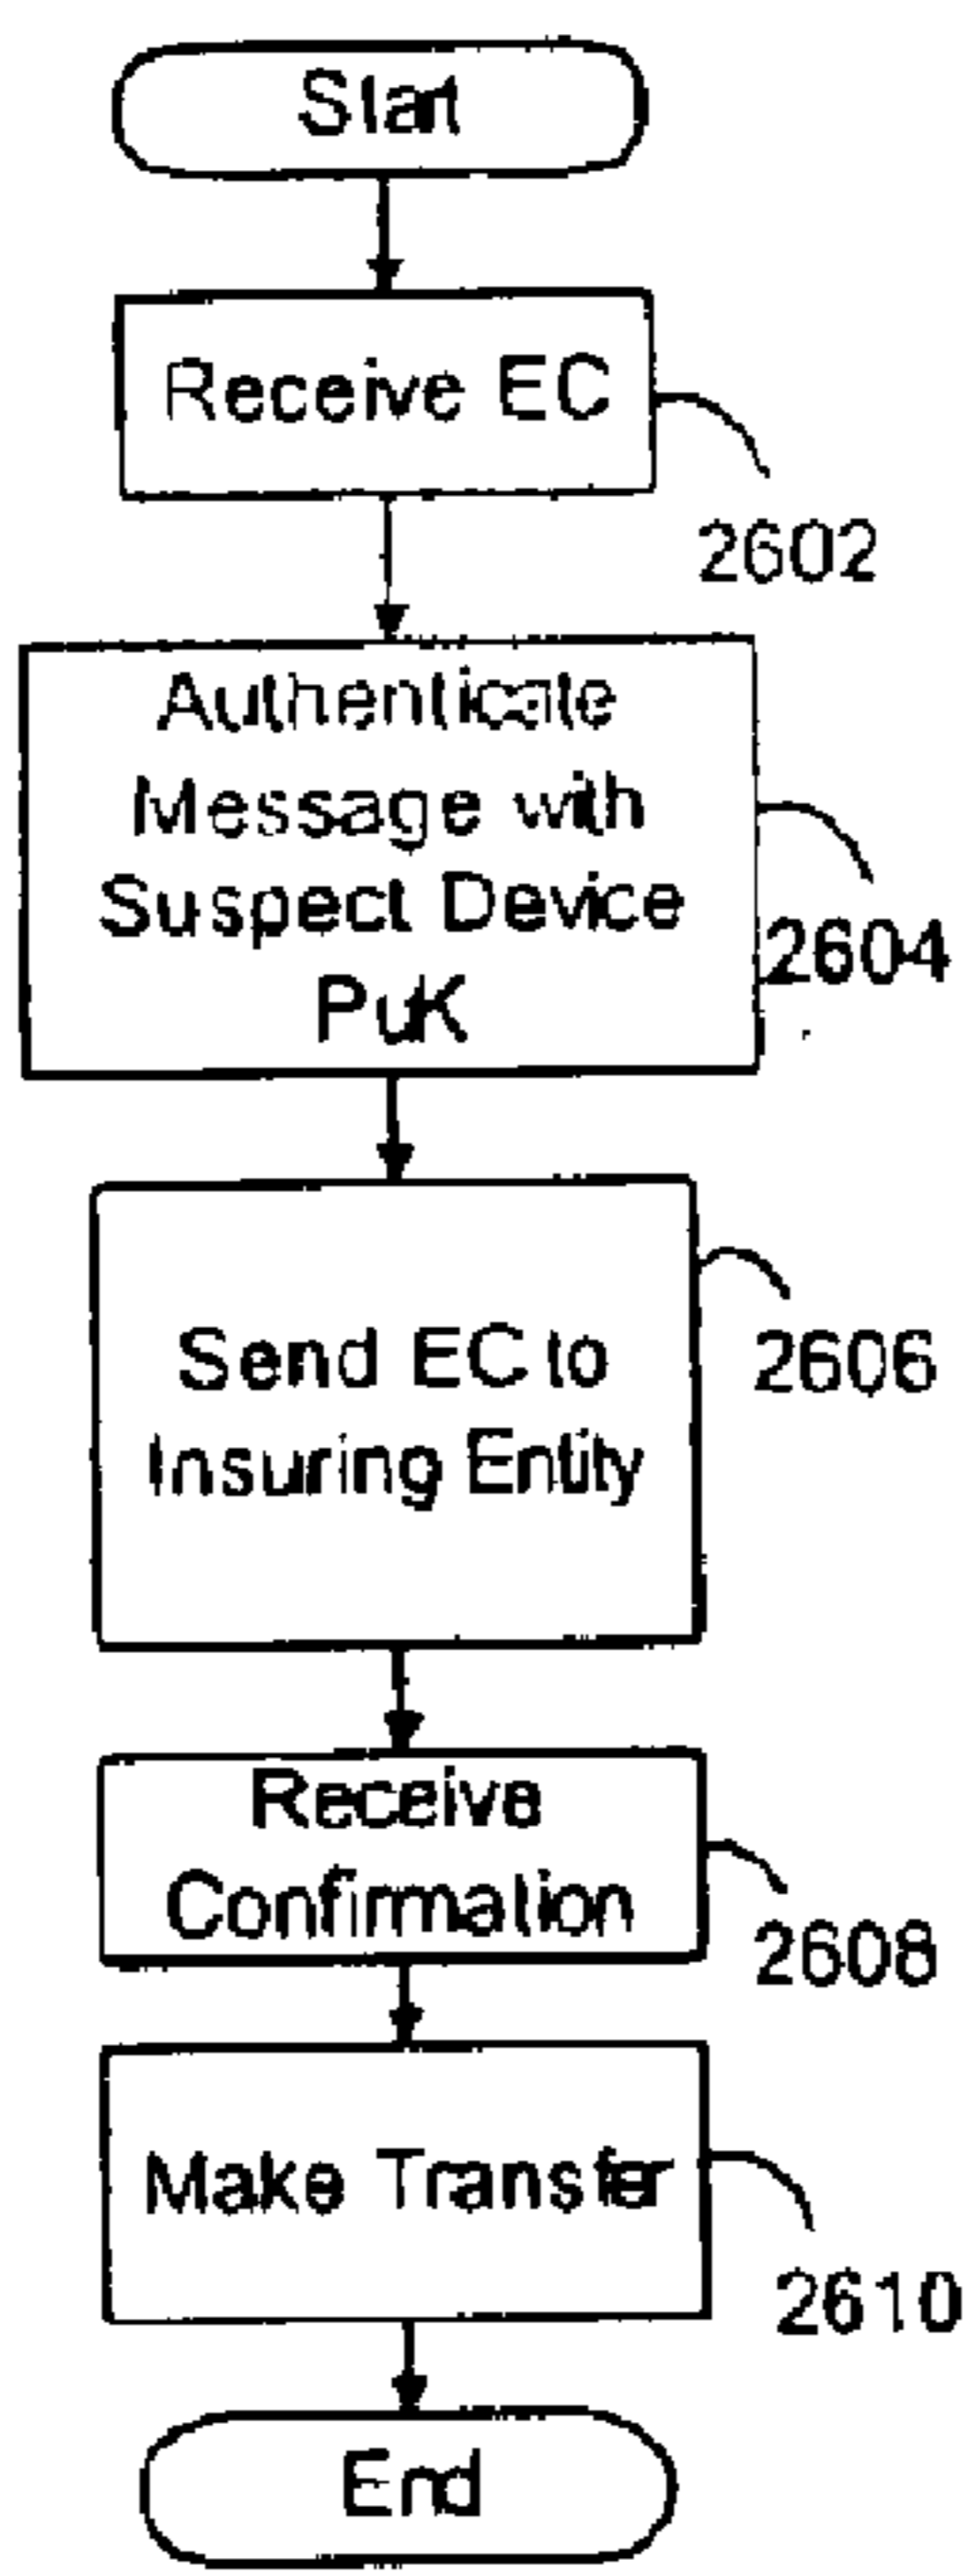 Start
Receive EC
2602
Authenticate
Message with
Suspect Device
PuK
2604
Send EC to
Insuring Entity
2606
Receive
Confirmation
2608
Make Transfer
2610
End